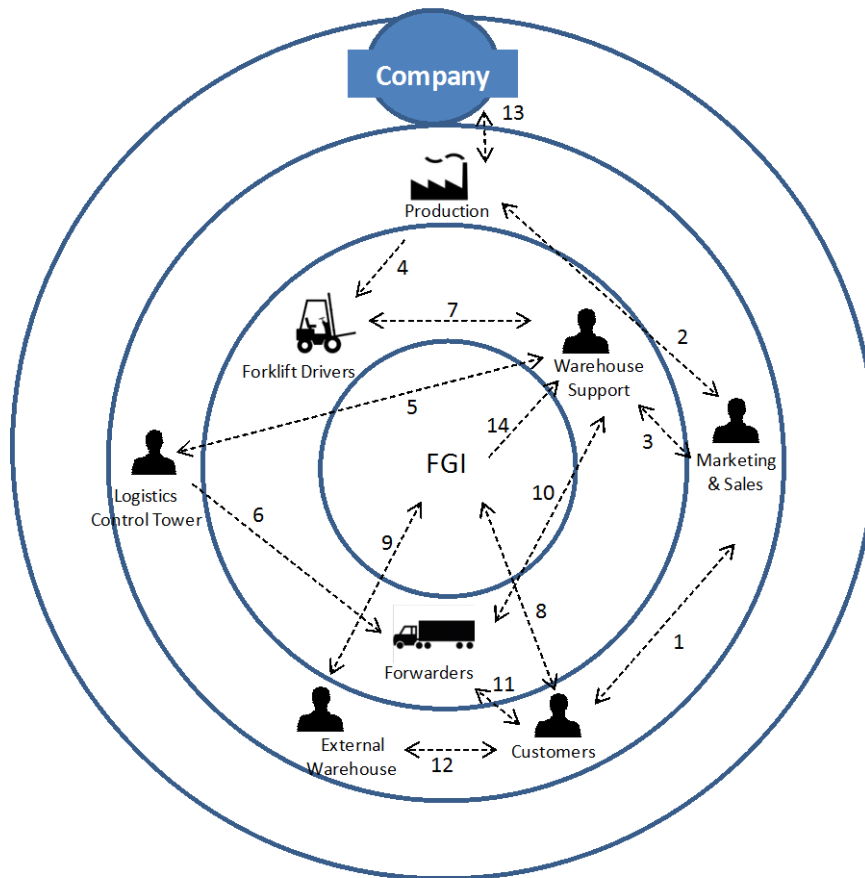 Company
13
Production
4
7
2
Forklift Drivers
Warehouse
Support
5
14
3
FGI
Marketing
& Sales
Logistics
Control Tower
10
6
9
8
1
Forwarders
11
External
Warehouse
12
Customers